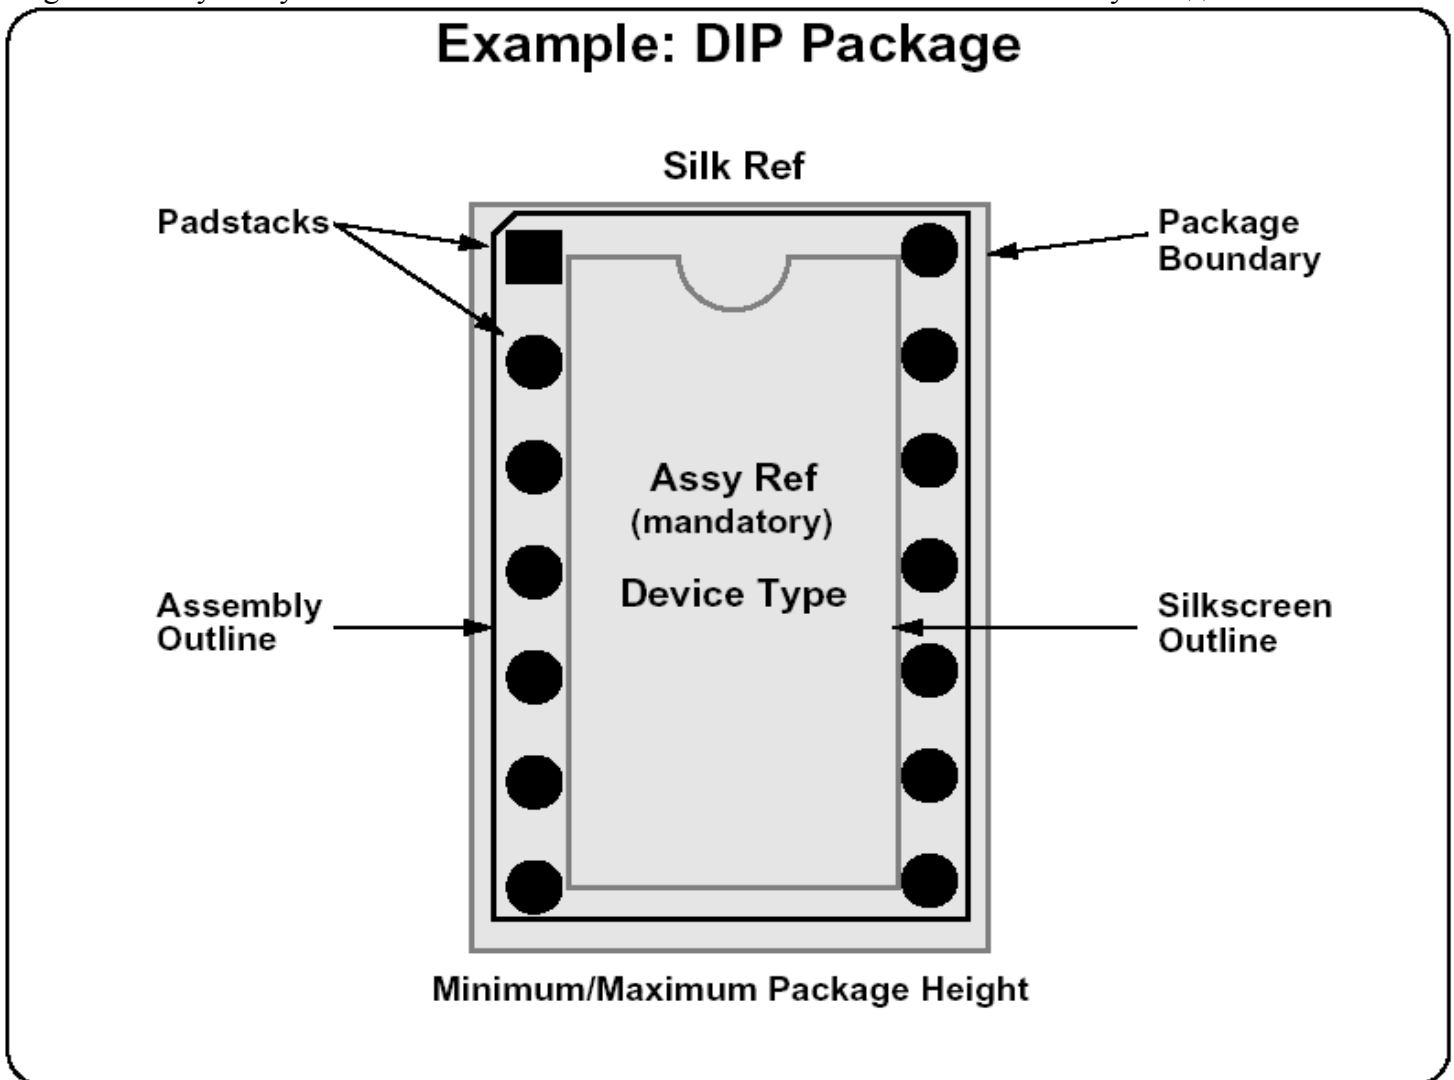 Example: DIP Package
Silk Ref
Padstacks
Package
Boundary
Assy Ref
(mandatory)
Device Type
Assembly
Outline
Silkscreen
Outline
Minimum/Maximum Package Height